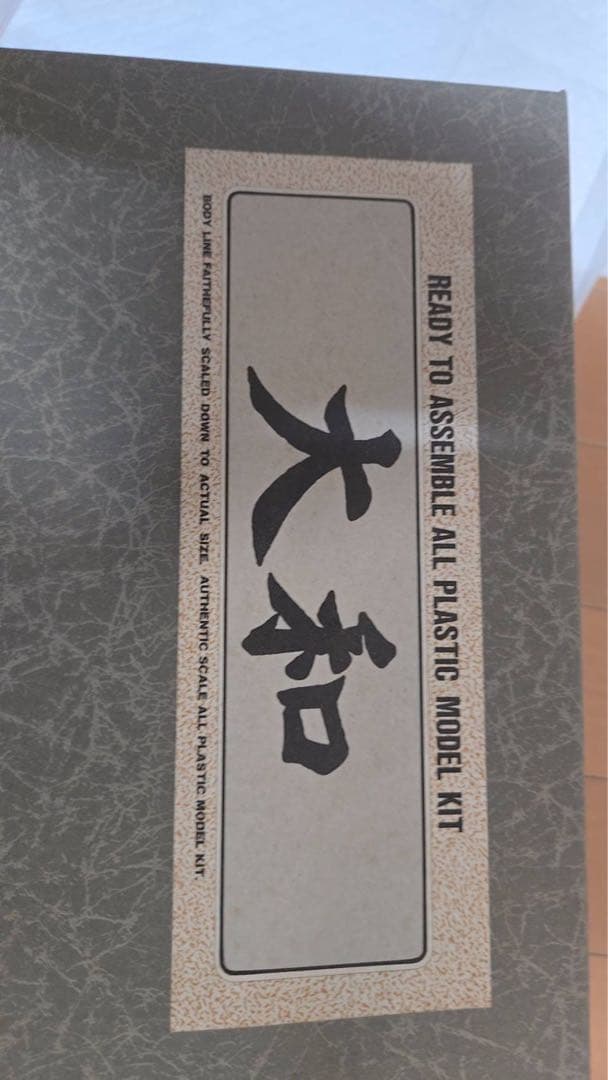 READY TO ASSEMBLE ALL PLASTIC MODEL KIT
大和
BODY LINE FAITHEFULLY SCALED DOWN TO ACTUAL SIZE. AUTHENTIC SCALE ALL PLASTIC MODEL KIT.